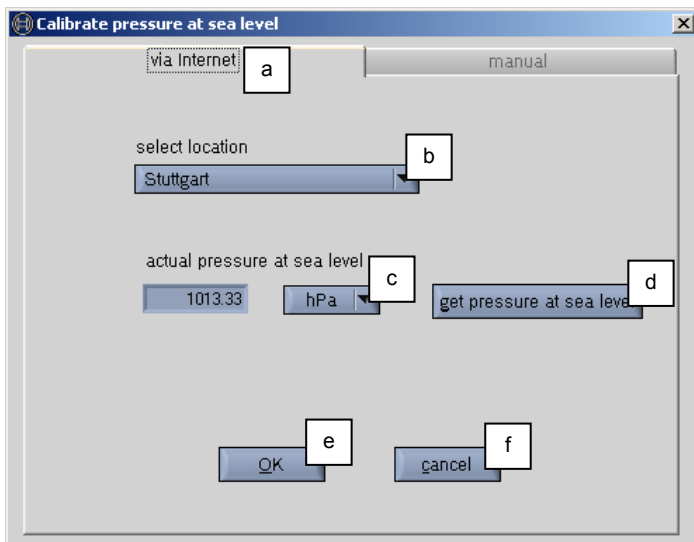 Calibrate pressure at sea level
via Internet
a
manual
select location
b
Stuttgart
actual pressure at sea level
c
d
1013.33
hPa
get pressure at sea level
e
f
OK
cancel